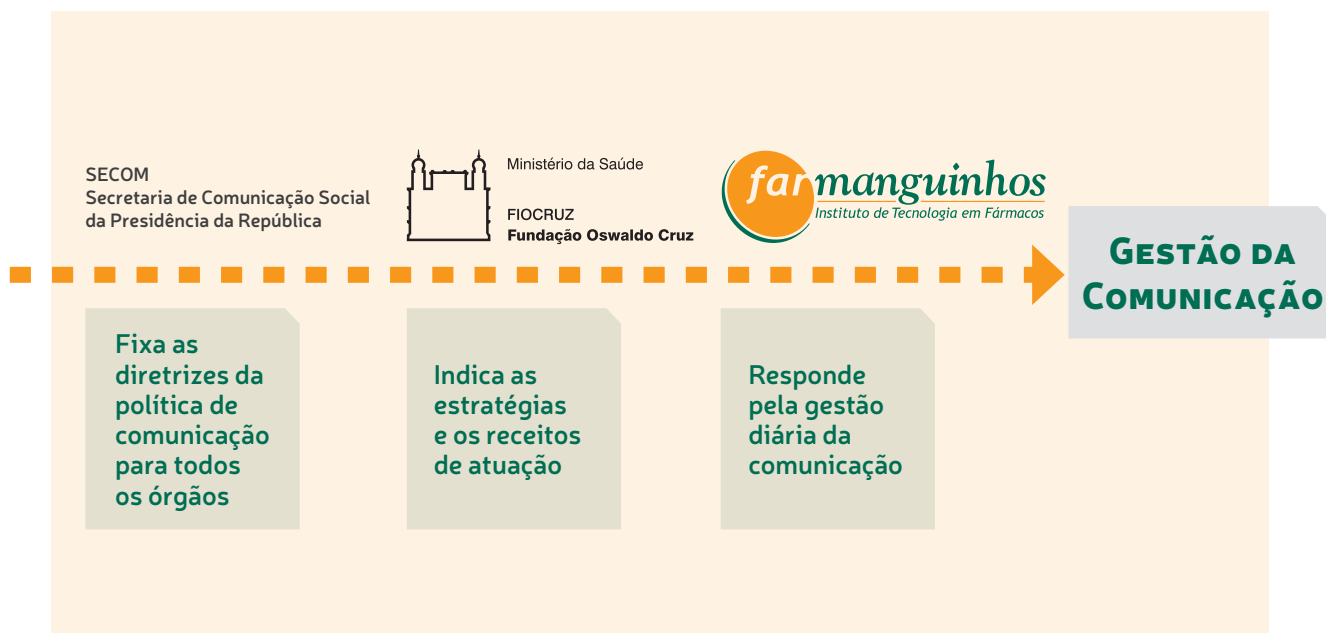 SECOM
Secretaria de Comunicação Social
da Presidência da República
Ministério da Saúde
FIOCRUZ
Fundação Oswaldo Cruz
farmanguinhos
Instituto de Tecnologia em Fármacos
GESTÃO DA
COMUNICAÇÃO
Fixa as
diretrizes da
política de
comunicação
para todos
os órgãos
Indica as
estratégias
e os receitos
de atuação
Responde
pela gestão
diária da
comunicação